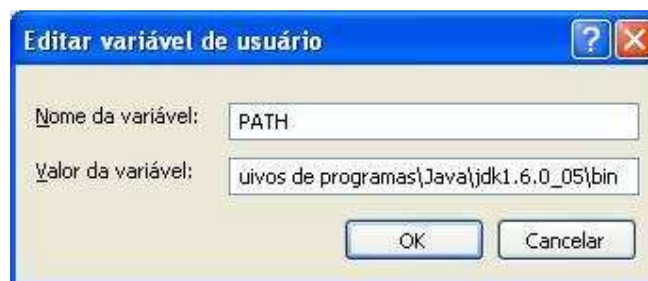 Editar variável de usuário
Nome da variável: PATH
Valor da variável: uivos de programas\Java\jdk1.6.0_05\bin
OK Cancelar